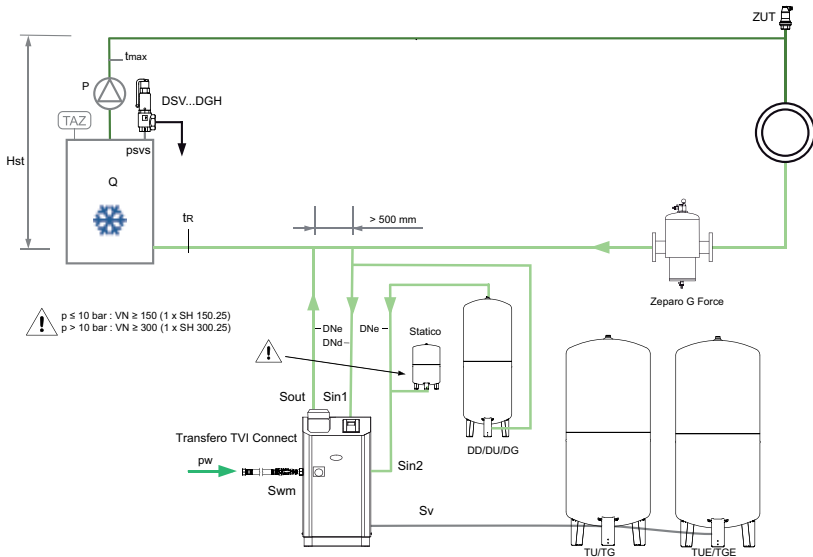 ZUT
tmax
P
DSV...DGH
TAZ
psvs
Hst
Q
tR
> 500 mm
Zeparo G Force
p ≤ 10 bar : VN ≥ 150 (1 x SH 150.25)
p > 10 bar : VN ≥ 300 (1 x SH 300.25)
DNe
DNe
Statico
DNd
Sout
Sin1
Transfero TVI Connect
DD/DU/DG
pw
Sin2
Swm
Sv
TU/TG
TUE/TGE